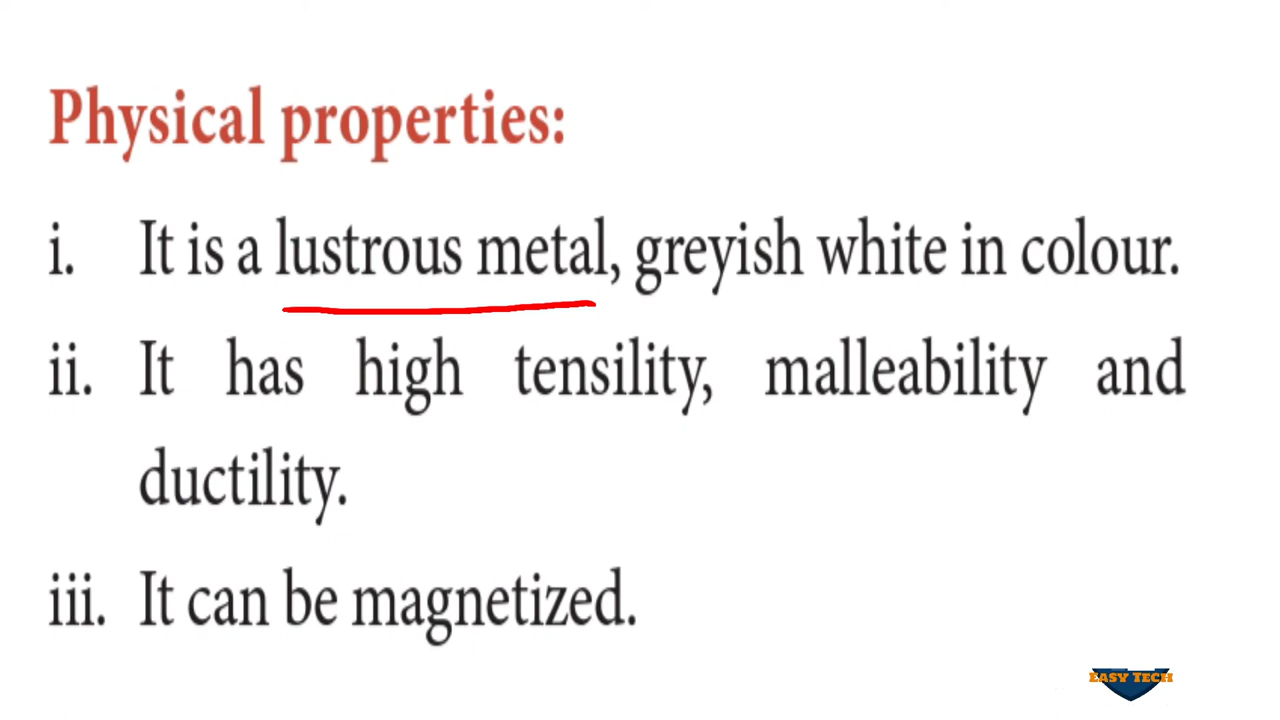 Physical properties:
i. It is a lustrous metal, greyish white in colour.
ii. It has high tensility, malleability and
ductility.
iii. It can be magnetized.
EASY TECH